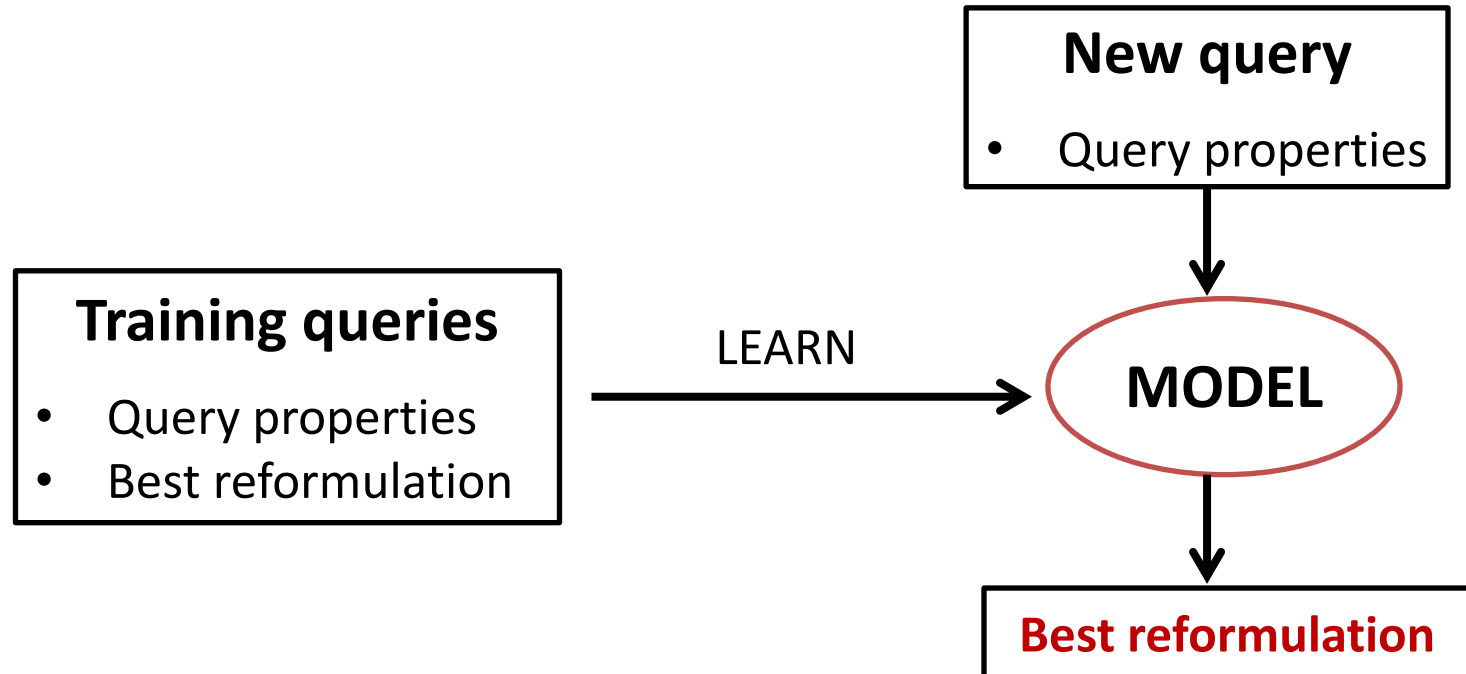 New query
• Query properties
Training queries
• Query properties
• Best reformulation
LEARN
MODEL
Best reformulation